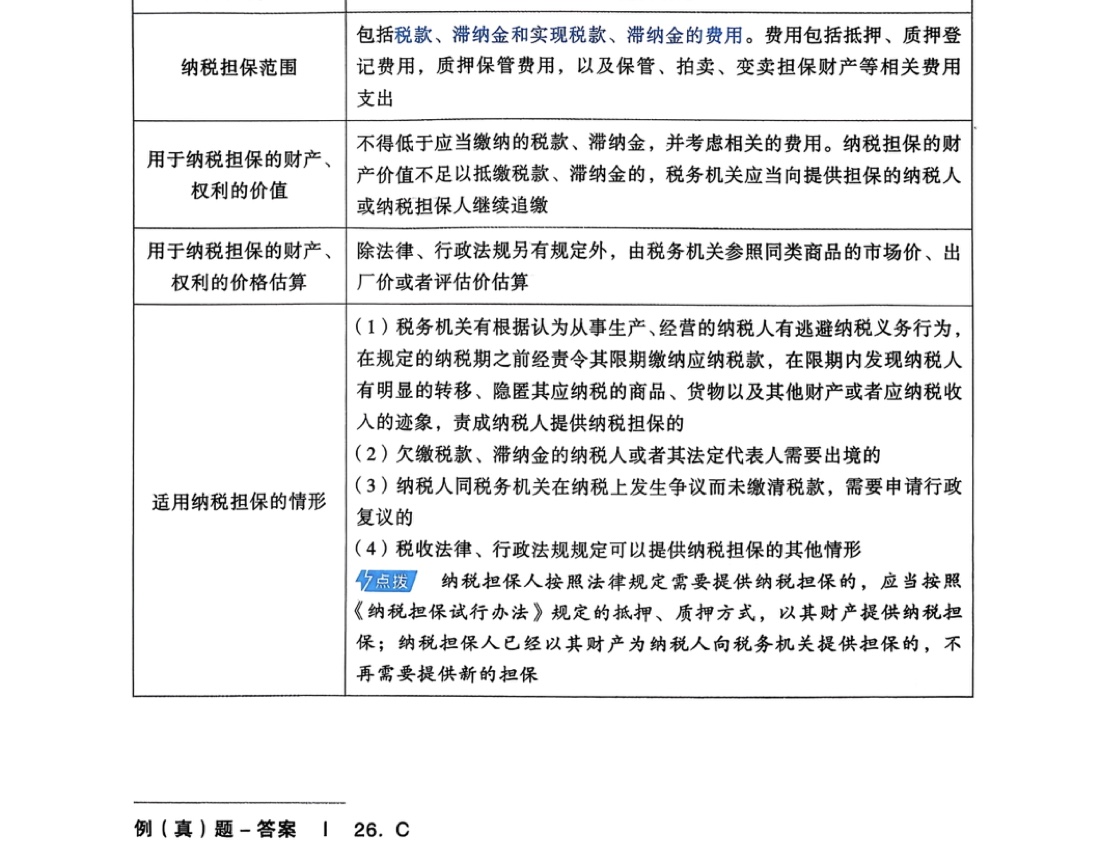 纳税担保范围
包括税款、滞纳金和实现税款、滞纳金的费用。费用包括抵押、质押登
记费用，质押保管费用，以及保管、拍卖、变卖担保财产等相关费用
支出
用于纳税担保的财产、
权利的价值
不得低于应当缴纳的税款、滞纳金，并考虑相关的费用。纳税担保的财
产价值不足以抵缴税款、滞纳金的，税务机关应当向提供担保的纳税人
或纳税担保人继续追缴
用于纳税担保的财产、
权利的价格估算
除法律、行政法规另有规定外，由税务机关参照同类商品的市场价、出
厂价或者评估价估算
适用纳税担保的情形
（1）税务机关有根据认为从事生产、经营的纳税人有逃避纳税义务行为，
在规定的纳税期之前经责令其限期缴纳应纳税款，在限期内发现纳税人
有明显的转移、隐匿其应纳税的商品、货物以及其他财产或者应纳税收
入的迹象，责成纳税人提供纳税担保的
（2）欠缴税款、滞纳金的纳税人或者其法定代表人需要出境的
（3）纳税人同税务机关在纳税上发生争议而未缴清税款，需要申请行政
复议的
（4）税收法律、行政法规规定可以提供纳税担保的其他情形
点拨 纳税担保人按照法律规定需要提供纳税担保的，应当按照
《纳税担保试行办法》规定的抵押、质押方式，以其财产提供纳税担
保；纳税担保人已经以其财产为纳税人向税务机关提供担保的，不
再需要提供新的担保
例（真）题－答案 | 26. C